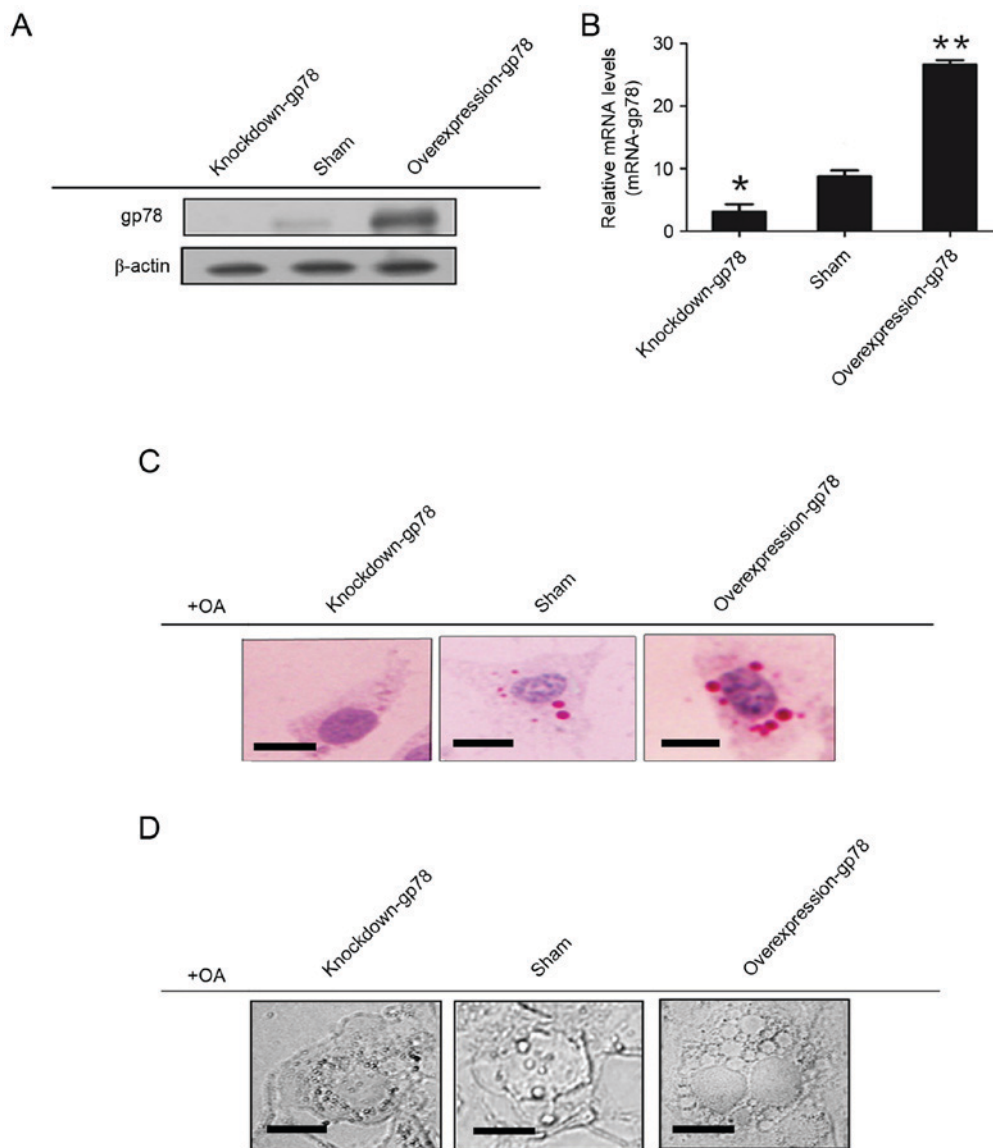 A
Knockdown-gp78
Sham
Overexpression-gp78
gp78
β-actin
B
Relative mRNA levels
(mRNA-gp78)
30
20
10
0
*
**
Knockdown-gp78
Sham
Overexpression-gp78
C
+OA
Knockdown-gp78
Sham
Overexpression-gp78
D
+OA
Knockdown-gp78
Sham
Overexpression-gp78